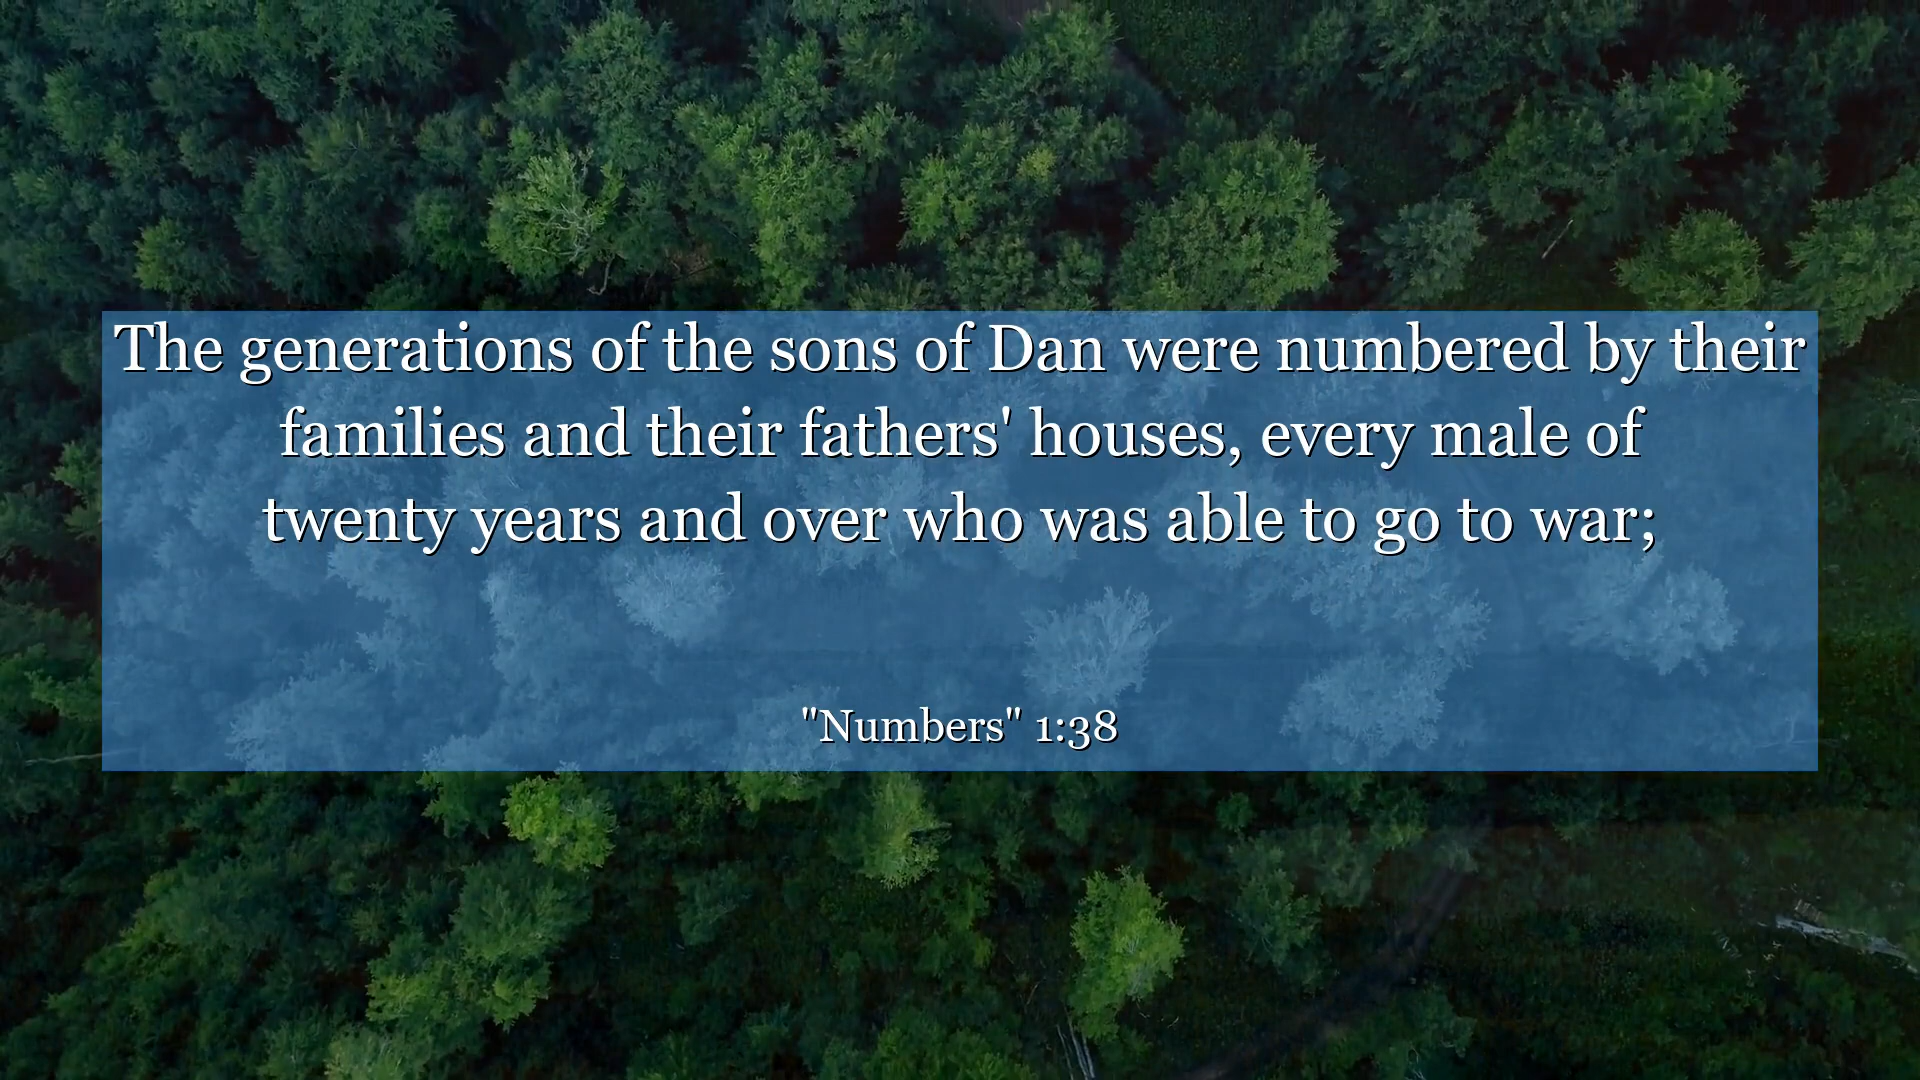 The generations of the sons of Dan were numbered by their
families and their fathers' houses, every male of
twenty years and over who was able to go to war;
"Numbers" 1:38